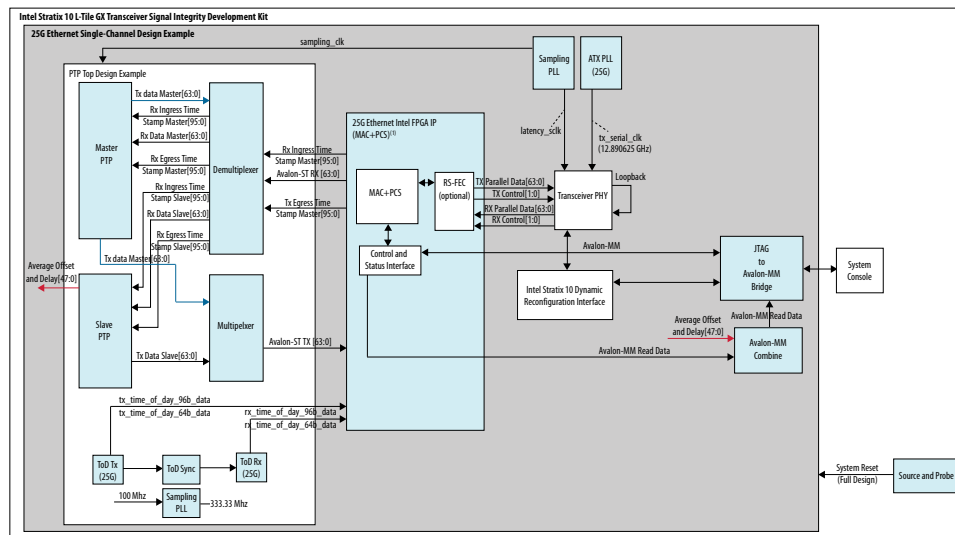 Intel Stratix 10 L-Tile GX Transceiver Signal Integrity Development Kit
25G Ethernet Single-Channel Design Example
sampling_clk
PTP Top Design Example
Master
PTP
Tx data Master[63:0]
Rx Ingress Time
Stamp Master[95:0]
Rx Data Master[63:0]
Rx Egress Time
Stamp Master[95:0]
Rx Ingress Time
Stamp Slave[95:0]
Rx Data Slave[63:0]
Rx Egress Time
Stamp Slave[95:0]
Tx data Master[63:0]
Demultiplexer
Average Offset
and Delay[47:0]
Slave
PTP
Tx Data Slave[63:0]
Multipelxer
Rx Ingress Time
Stamp Master[95:0]
Avalon-ST RX [63:0]
Tx Egress Time
Stamp Master[95:0]
Avalon-ST TX [63:0]
tx_time_of_day_96b_data
tx_time_of_day_64b_data
rx_time_of_day_96b_data
rx_time_of_day_64b_data
ToD Tx
(25G)
ToD Sync
ToD Rx
(25G)
100 Mhz
Sampling
PLL
333.33 Mhz
25G Ethernet Intel FPGA IP
(MAC+PCS)(1)
MAC+PCS
RS-FEC
(optional)
Control and
Status Interface
Sampling
PLL
ATX PLL
(25G)
latency_sclk
tx_serial_clk
(12.890625 GHz)
TX Parallel Data[63:0]
TX Control[1:0]
RX Parallel Data[63:0]
RX Control[1:0]
Transceiver PHY
Loopback
Avalon-MM
Intel Stratix 10 Dynamic
Reconfiguration Interface
JTAG
to
Avalon-MM
Bridge
System
Console
Avalon-MM Read Data
Average Offset
and Delay[47:0]
Avalon-MM
Combine
Avalon-MM Read Data
System Reset
(Full Design)
Source and Probe